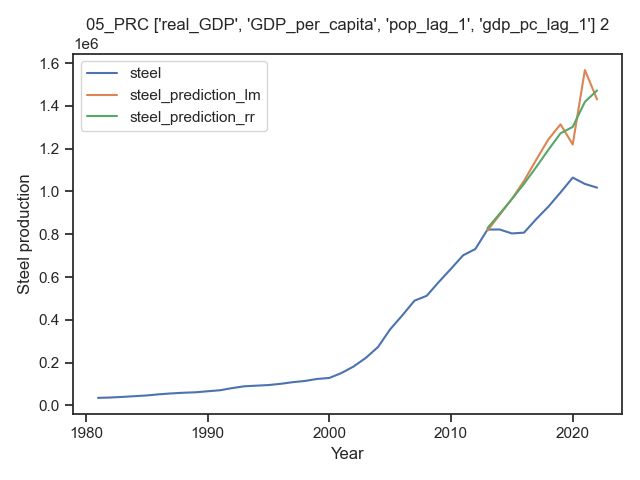 05_PRC ['real_GDP', 'GDP_per_capita', 'pop_lag_1', 'gdp_pc_lag_1'] 2
1e6
steel
steel_prediction_lm
steel_prediction_rr
1.6
1.4
1.2
1.0
0.8
0.6
0.4
0.2
0.0
Steel production
1980
1990
2000
2010
2020
Year